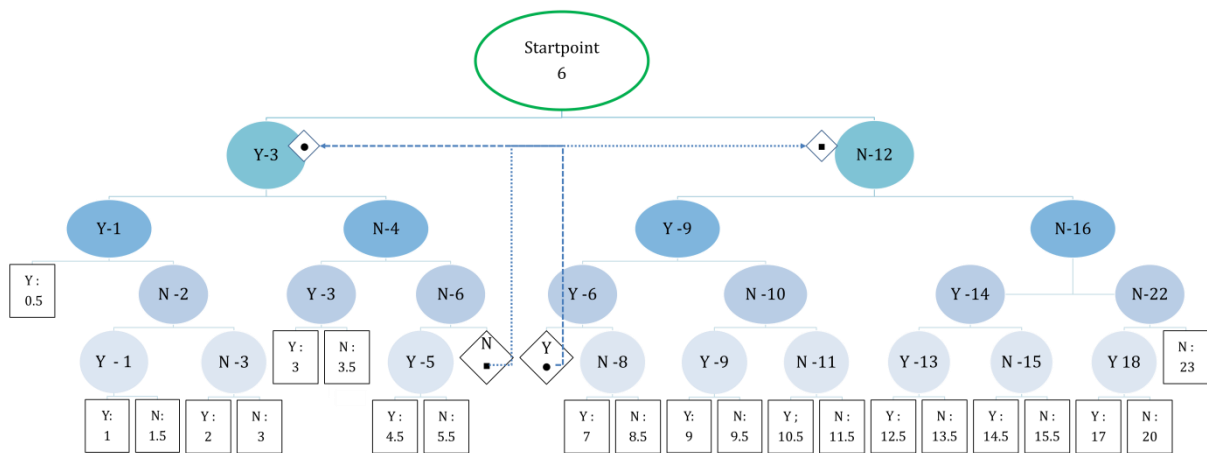 Startpoint
6
Y-3
N-12
Y-1
N-4
Y -9
N-16
Y :
0.5
N -2
Y -3
N-6
Y -6
N -10
Y -14
N-22
Y - 1
N -3
Y :
3
N :
3.5
Y -5
N
Y
N -8
Y -9
N -11
Y -13
N -15
Y 18
N :
23
Y:
1
N:
1.5
Y :
2
N :
3
Y :
4.5
N :
5.5
Y :
7
N :
8.5
Y:
9
N :
9.5
Y ;
10.5
N :
11.5
Y :
12.5
N :
13.5
Y :
14.5
N :
15.5
Y :
17
N :
20